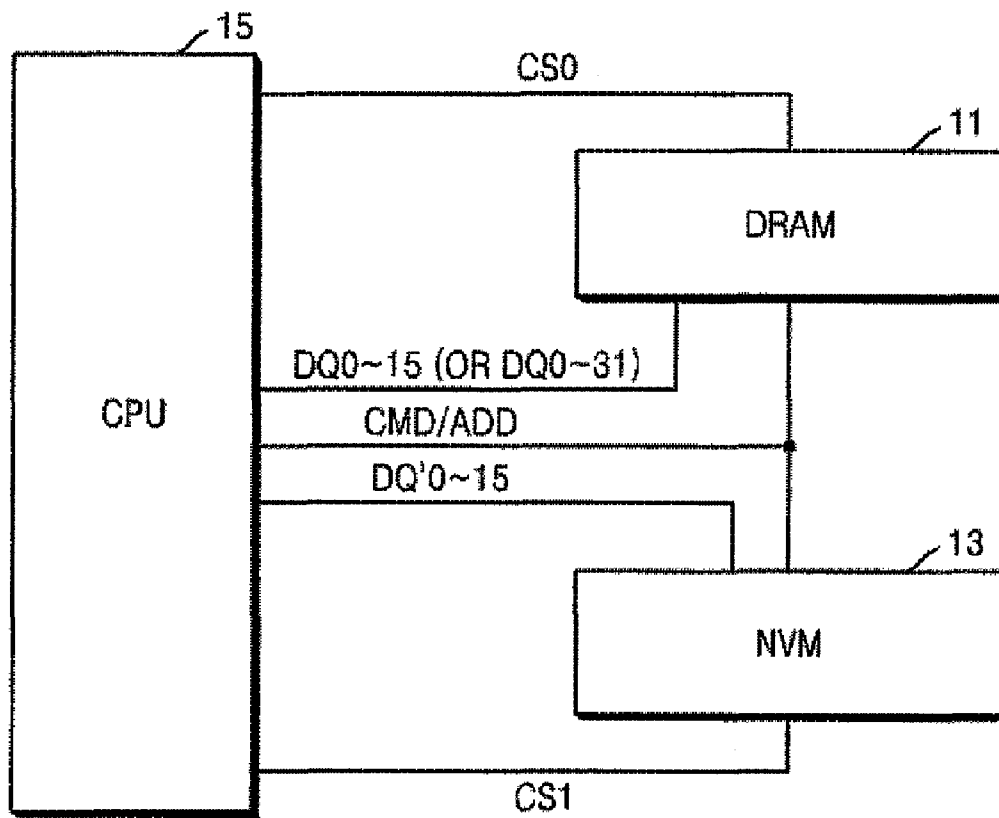 15
CS0
11
DRAM
DQ0~15 (OR DQ0~31)
CPU
CMD/ADD
DQ'0~15
13
NVM
CS1